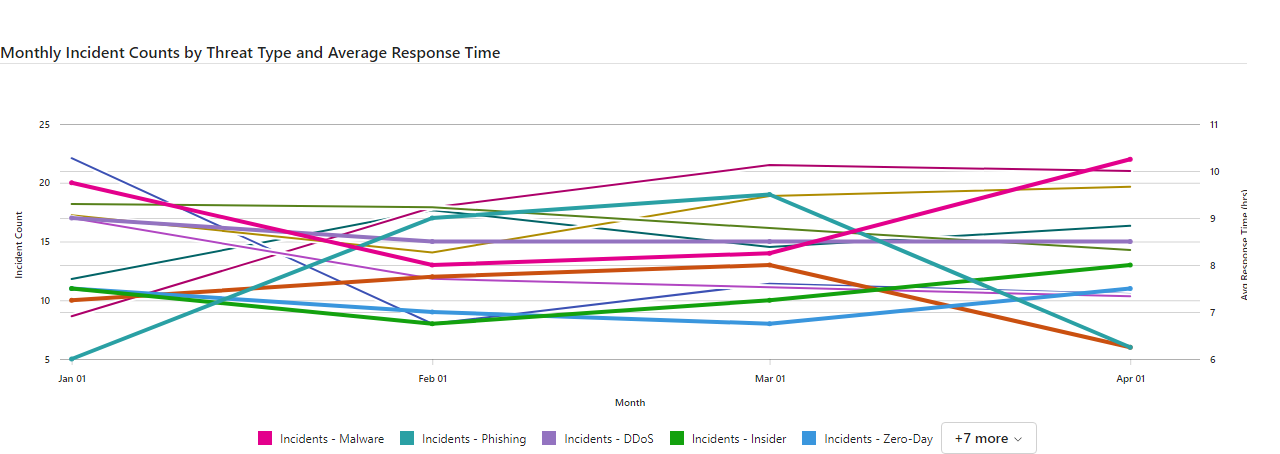 Monthly Incident Counts by Threat Type and Average Response Time
25
20
15
10
5
Incident Count
11
10
9
8
7
6
Avg Response Time (hrs)
Jan 01
Feb 01
Mar 01
Apr 01
Month
Incidents - Malware
Incidents - Phishing
Incidents - DDoS
Incidents - Insider
Incidents - Zero-Day
+7 more